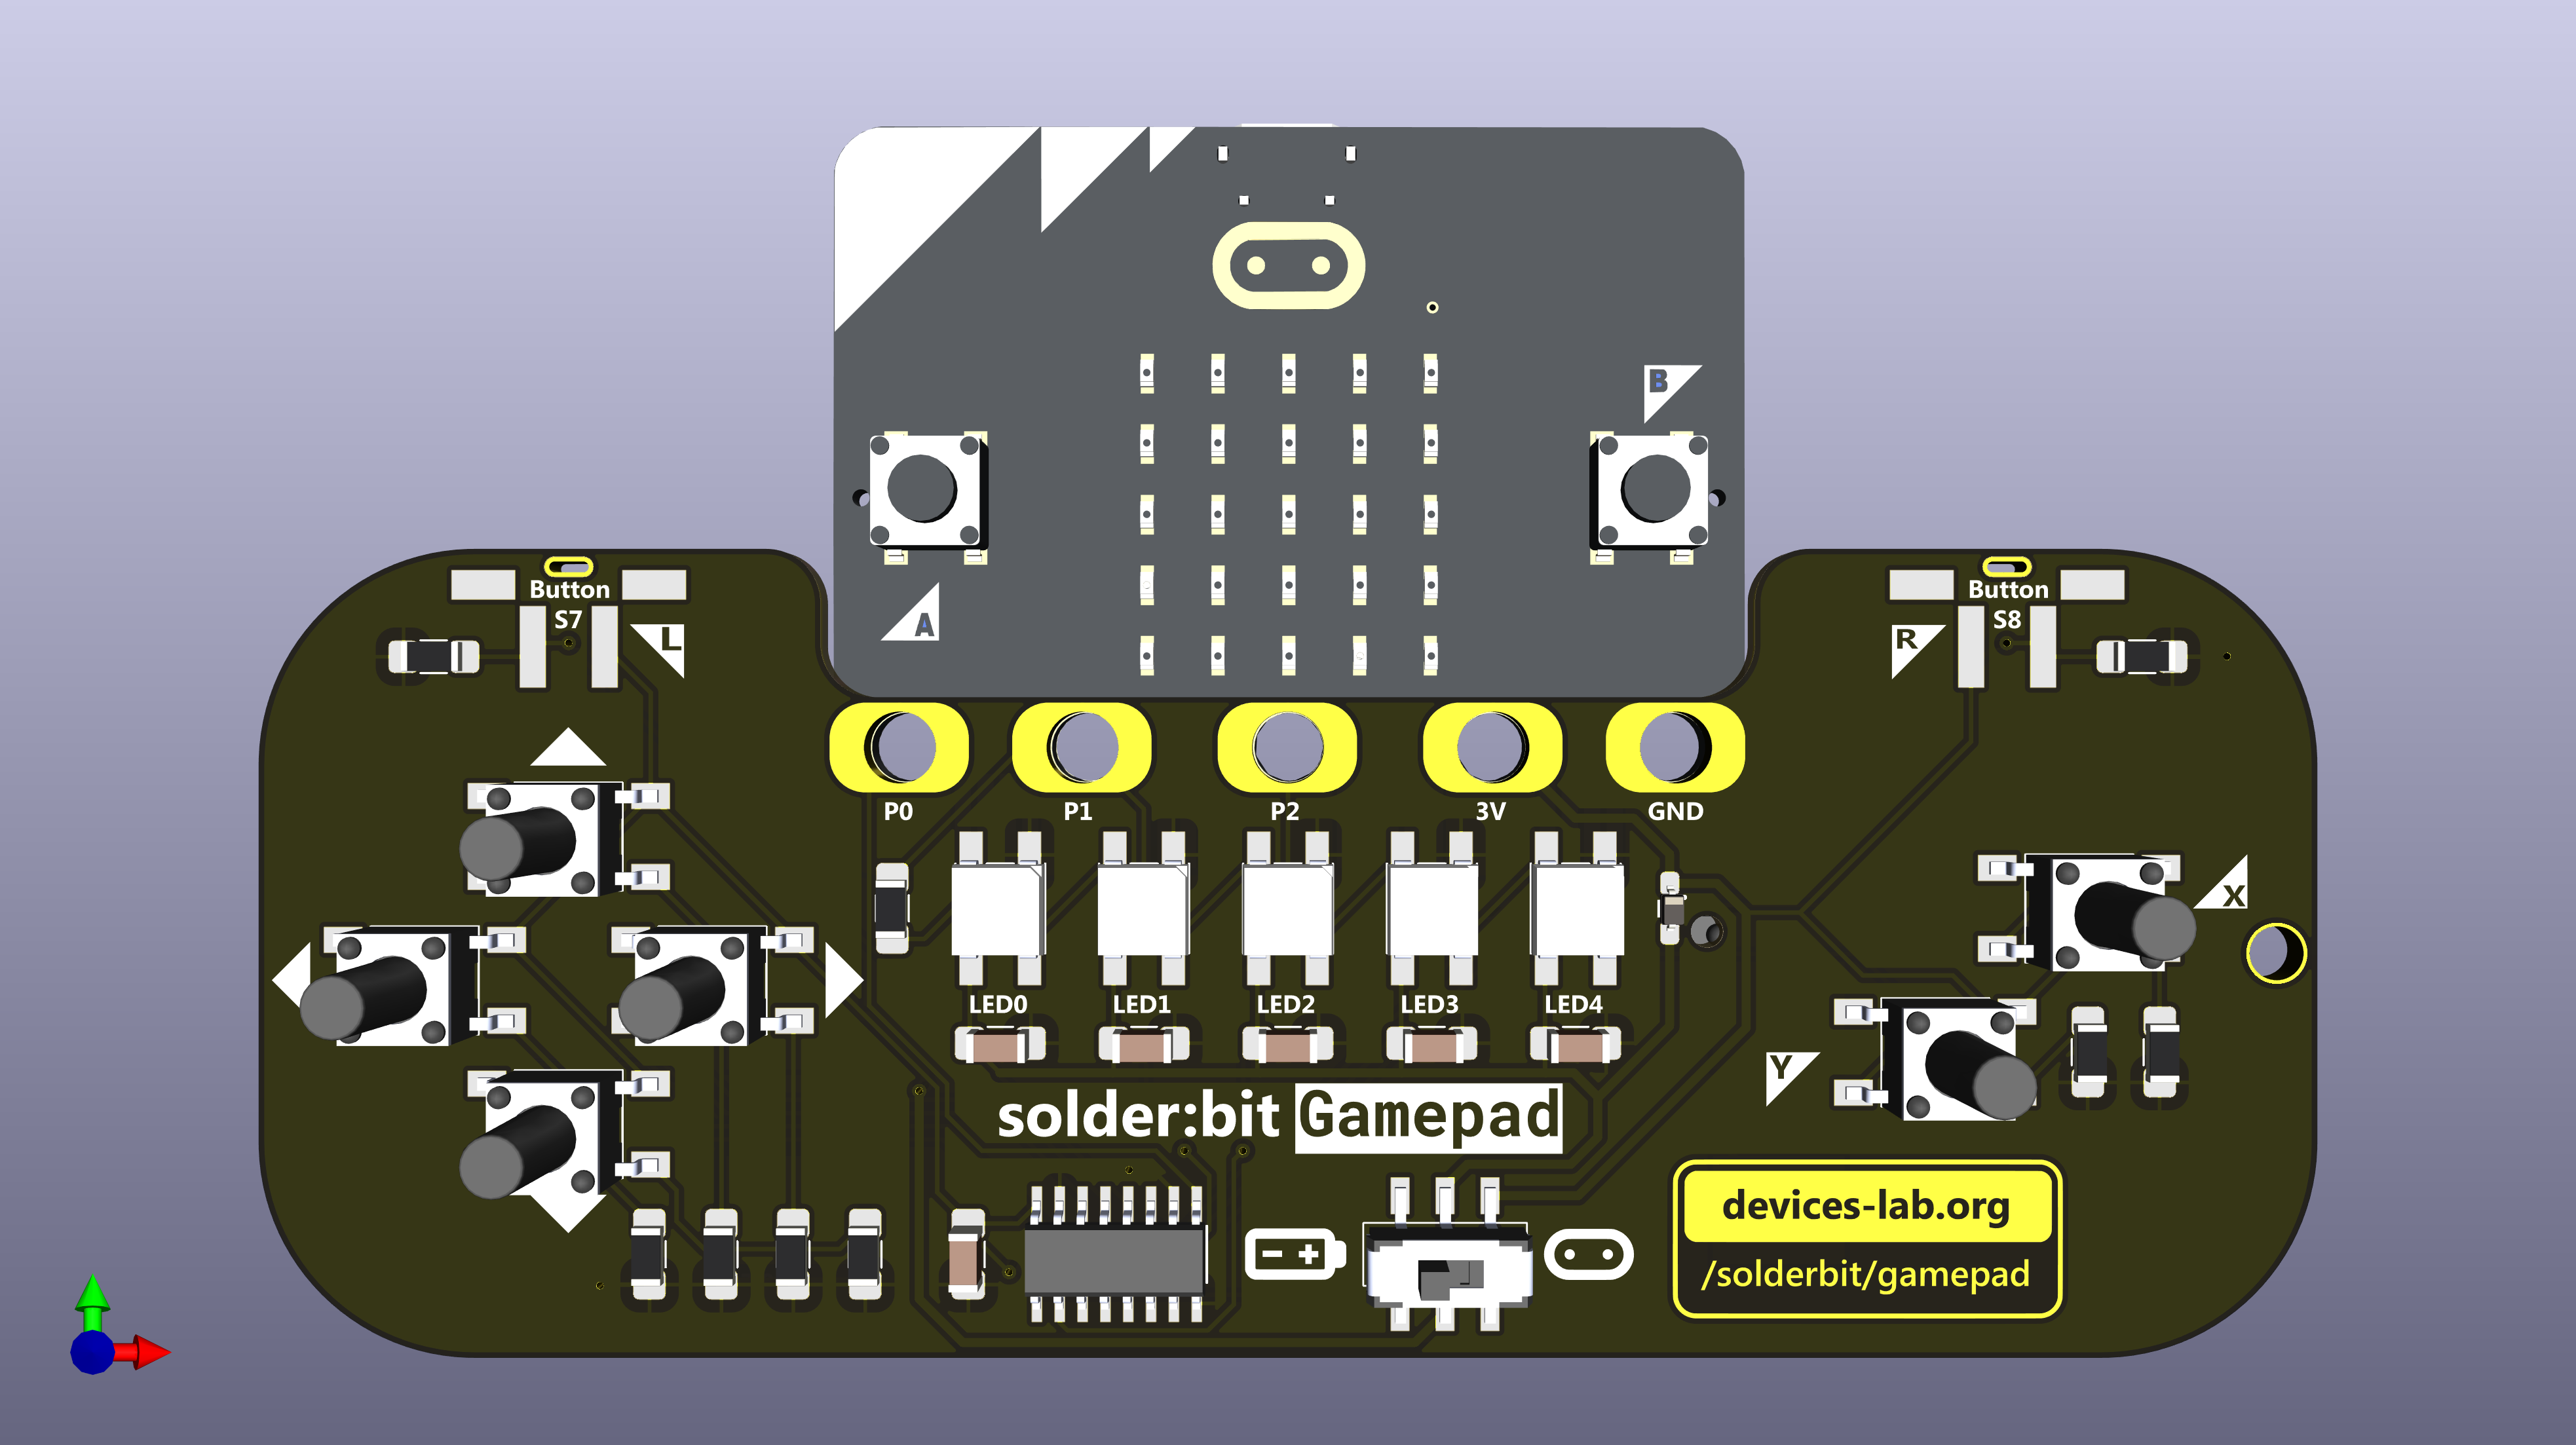 B
A
Button
S7
L
Button
S8
R
P0
P1
P2
3V
GND
X
LED0
LED1
LED2
LED3
LED4
Y
solder:bit Gamepad
- +
devices-lab.org
/solderbit/gamepad